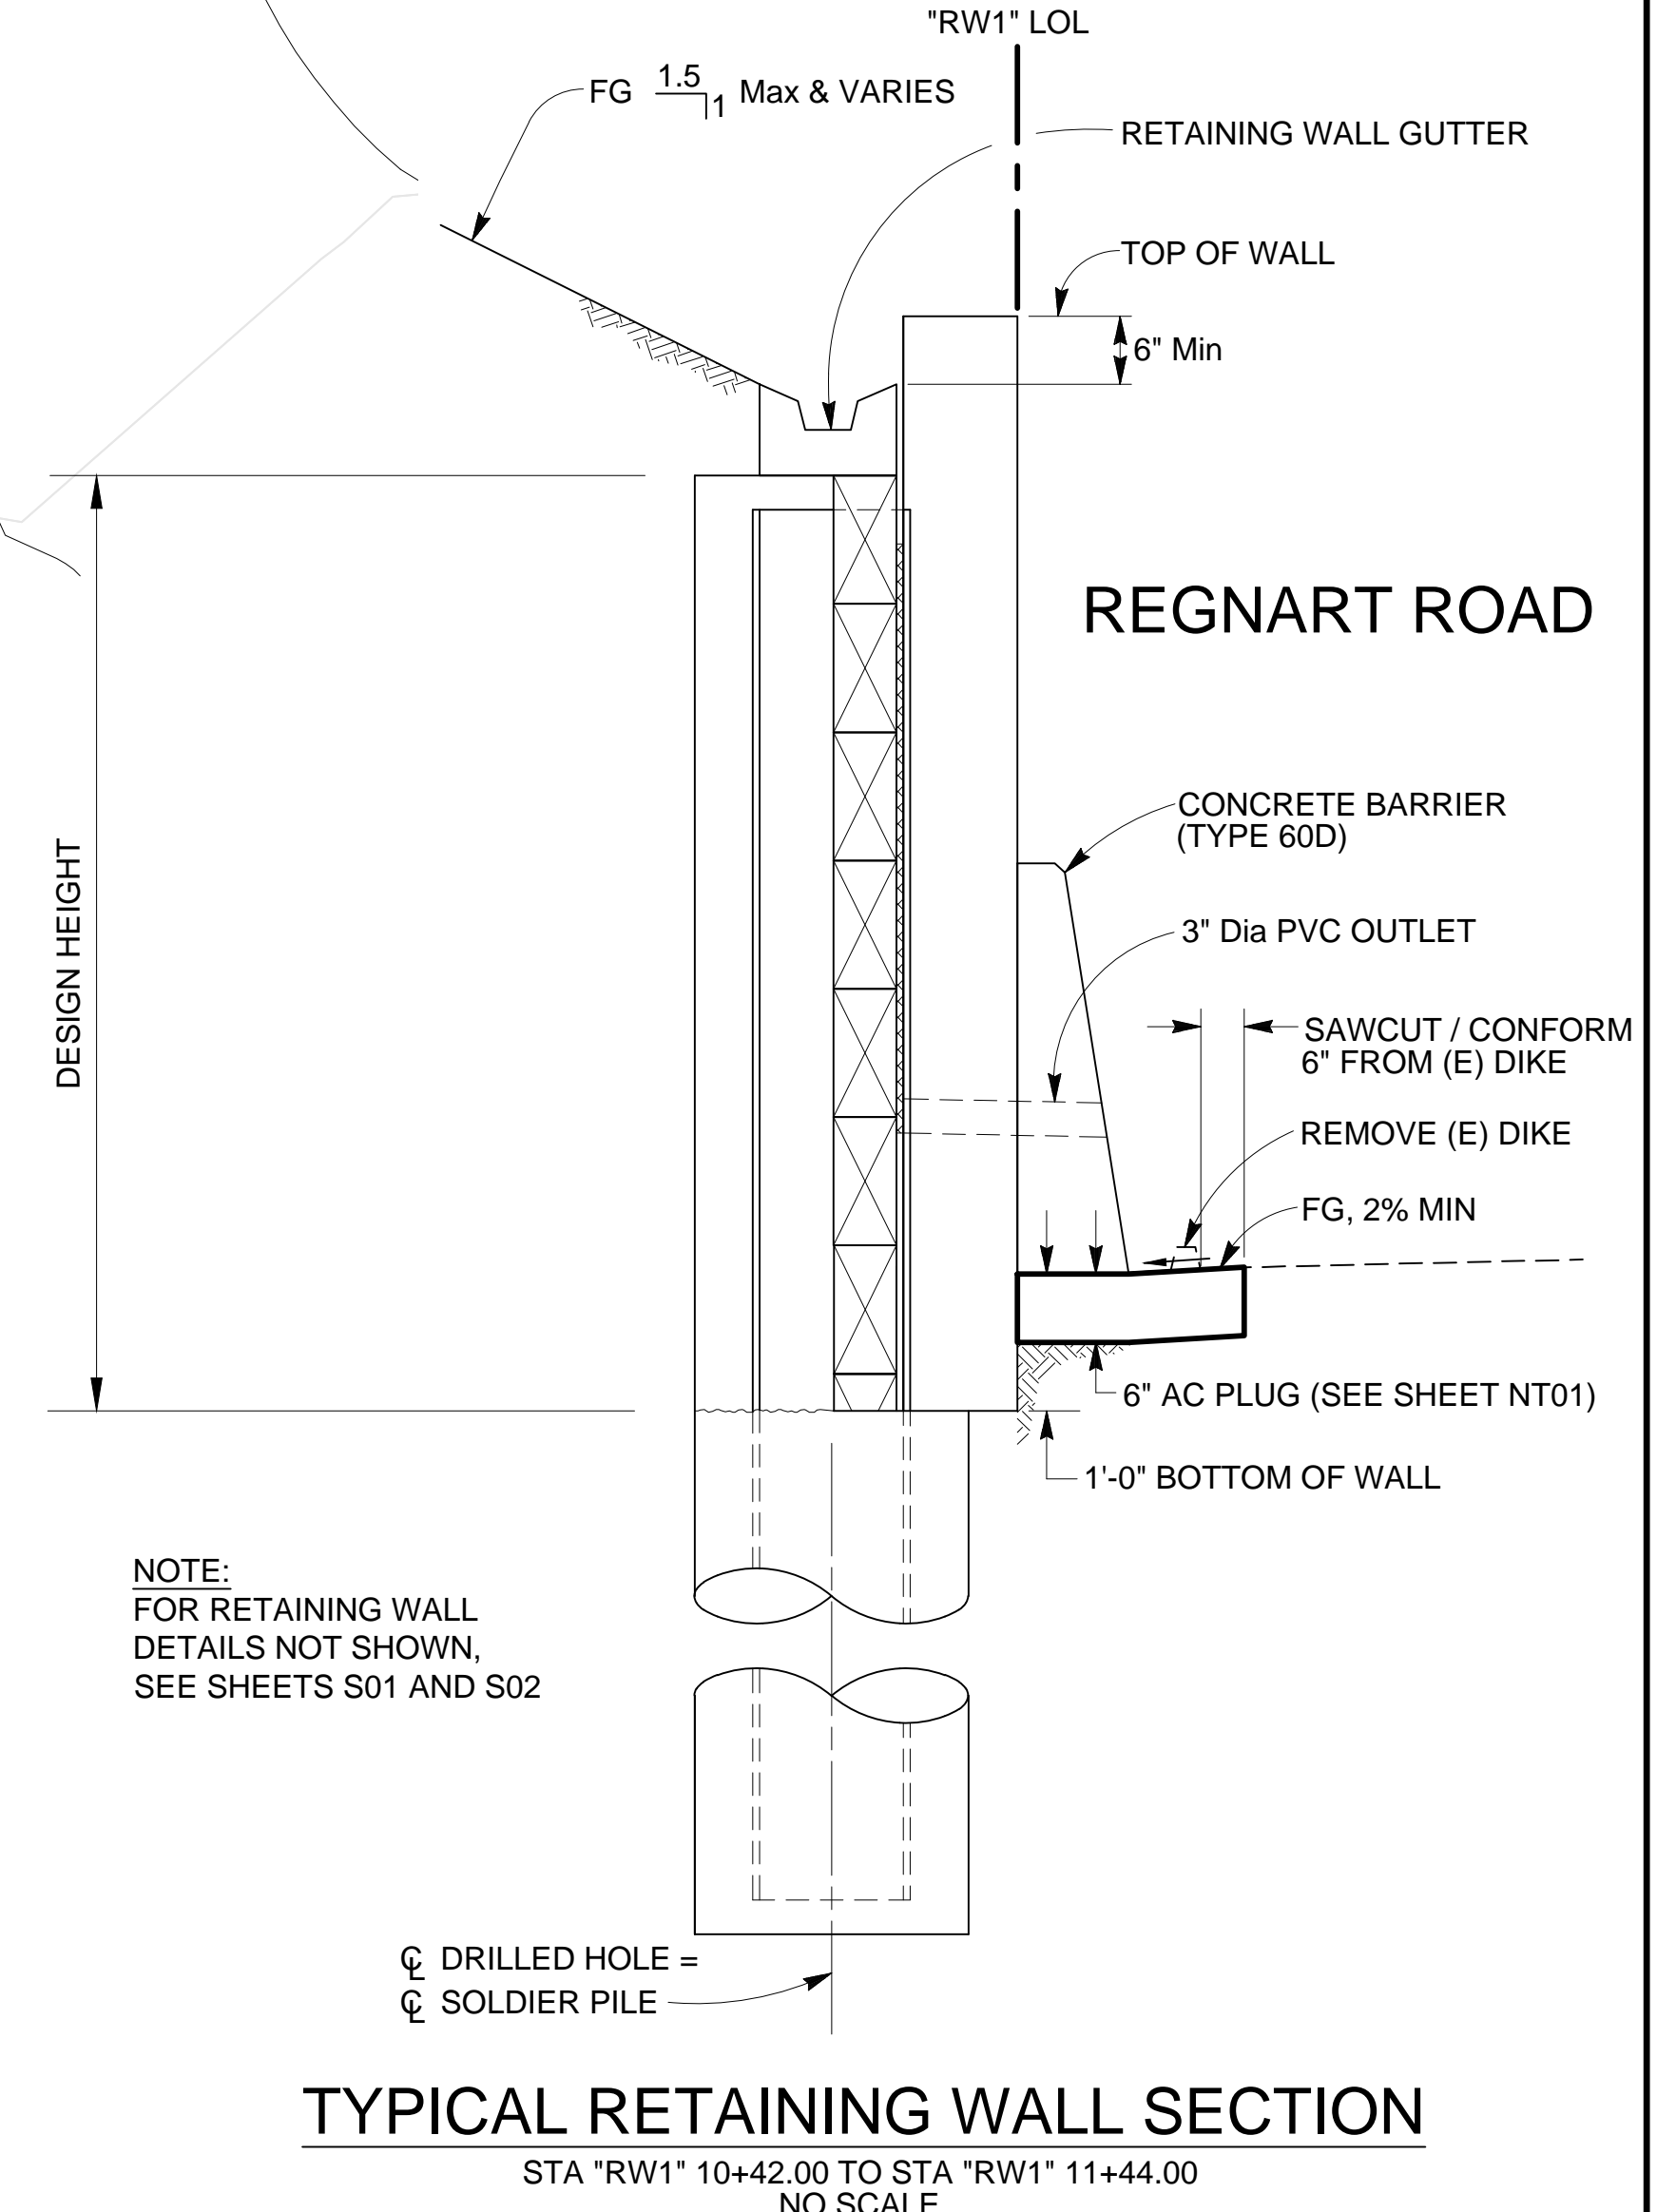 "RW1" LOL
FG 1.5 1 Max & VARIES
RETAINING WALL GUTTER
TOP OF WALL
6" Min
REGNART ROAD
CONCRETE BARRIER
(TYPE 60D)
DESIGN HEIGHT
3" Dia PVC OUTLET
SAWCUT / CONFORM
6" FROM (E) DIKE
REMOVE (E) DIKE
FG, 2% MIN
6" AC PLUG (SEE SHEET NT01)
1'-0" BOTTOM OF WALL
NOTE:
FOR RETAINING WALL
DETAILS NOT SHOWN,
SEE SHEETS S01 AND S02
℄ DRILLED HOLE =
℄ SOLDIER PILE
TYPICAL RETAINING WALL SECTION
STA "RW1" 10+42.00 TO STA "RW1" 11+44.00
NO SCALE